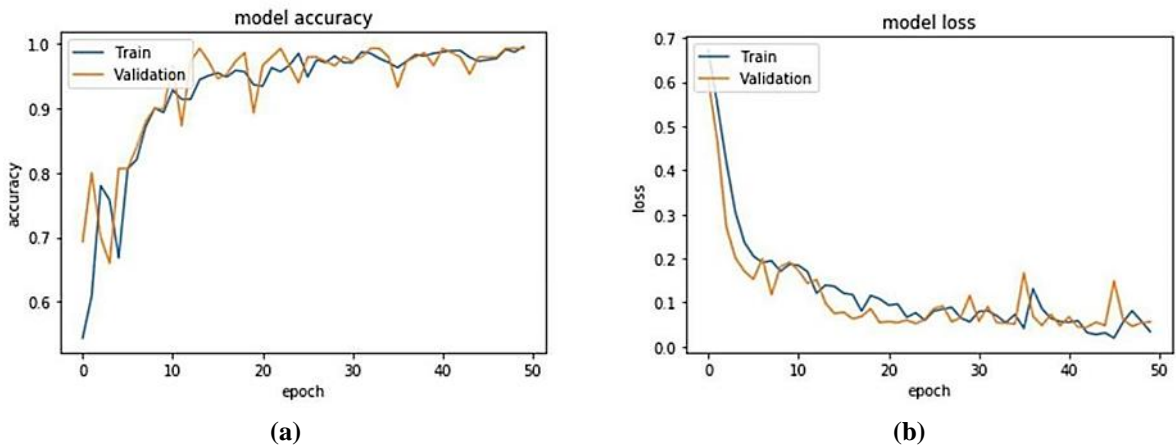 model accuracy
1.0
0.9
0.8
0.7
0.6
accuracy
Train
Validation
0 10 20 30 40 50
epoch
(a)
model loss
0.7
0.6
0.5
0.4
0.3
0.2
0.1
0.0
loss
Train
Validation
0 10 20 30 40 50
epoch
(b)